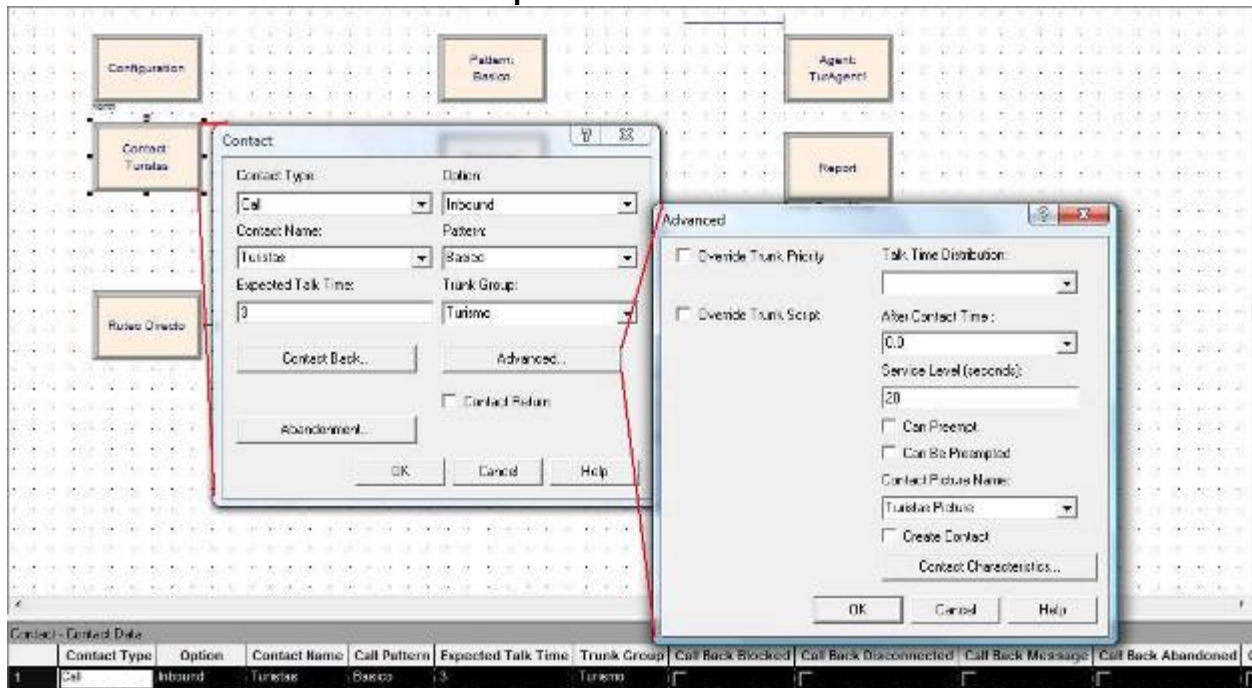 Configuration
Pattern:
Basico
Agent:
TurAgent1
Contact:
Turistas
Report
Ruteo Directo
Contact
Contact Type:
Option:
Call
Inbound
Contact Name:
Pattern:
Turistas
Basico
Expected Talk Time:
Trunk Group:
3
Turismo
Contact Back...
Advanced...
Contact Return
Abandonment...
OK
Cancel
Help
Advanced
Override Trunk Priority
Talk Time Distribution:
Override Trunk Script
After Contact Time :
0.0
Service Level (seconds):
20
Can Preempt
Can Be Preempted
Contact Picture Name:
Turistas Picture
Create Contact
Contact Characteristics...
OK
Cancel
Help
Contact - Contact Data
Contact Type Option Contact Name Call Pattern Expected Talk Time Trunk Group Call Back Blocked Call Back Disconnected Call Back Message Call Back Abandoned
1 Call Inbound Turistas Basico 3 Turismo